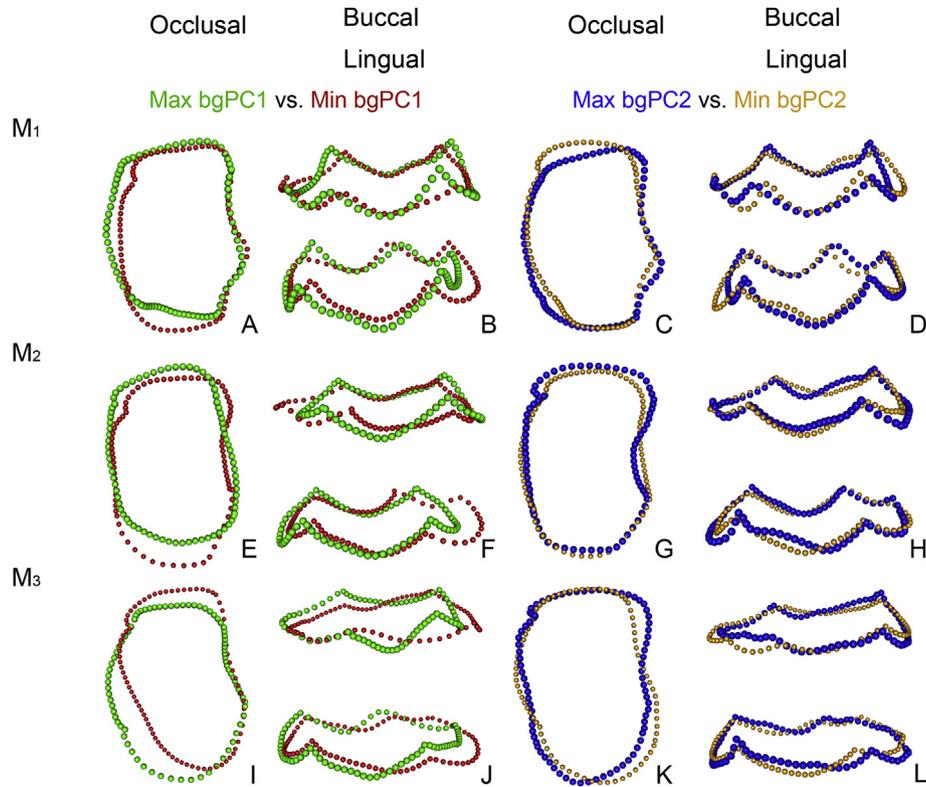 Occlusal
Buccal
Lingual
Occlusal
Buccal
Lingual
Max bgPC1 vs. Min bgPC1
Max bgPC2 vs. Min bgPC2
M1
A
B
C
D
M2
E
F
G
H
M3
I
J
K
L